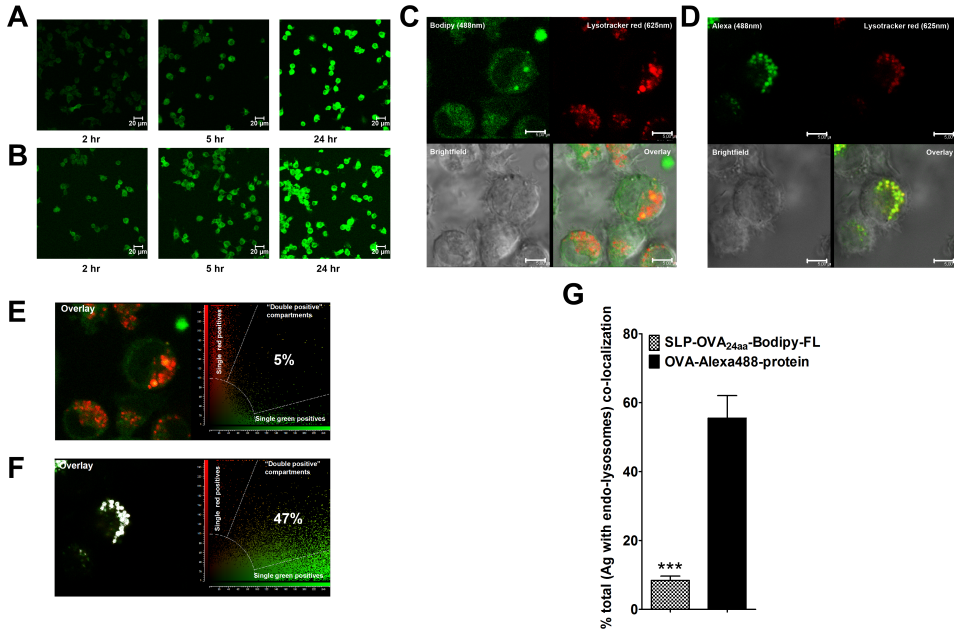 A
20 µm
20 µm
20 µm
2 hr
5 hr
24 hr
B
20 µm
20 µm
20 µm
2 hr
5 hr
24 hr
C
Bodipy (488nm)
Lysotracker red (625nm)
Brightfield
Overlay
D
Alexa (488nm)
Lysotracker red (625nm)
Brightfield
Overlay
E
Overlay
Single red positives
"Double positive"
compartments
5%
Single green positives
F
Overlay
Single red positives
"Double positive"
compartments
47%
Single green positives
G
% total (Ag with endo-lysosomes) co-localization
80
60
40
20
0
SLP-OVA24aa-Bodipy-FL
OVA-Alexa488-protein
***